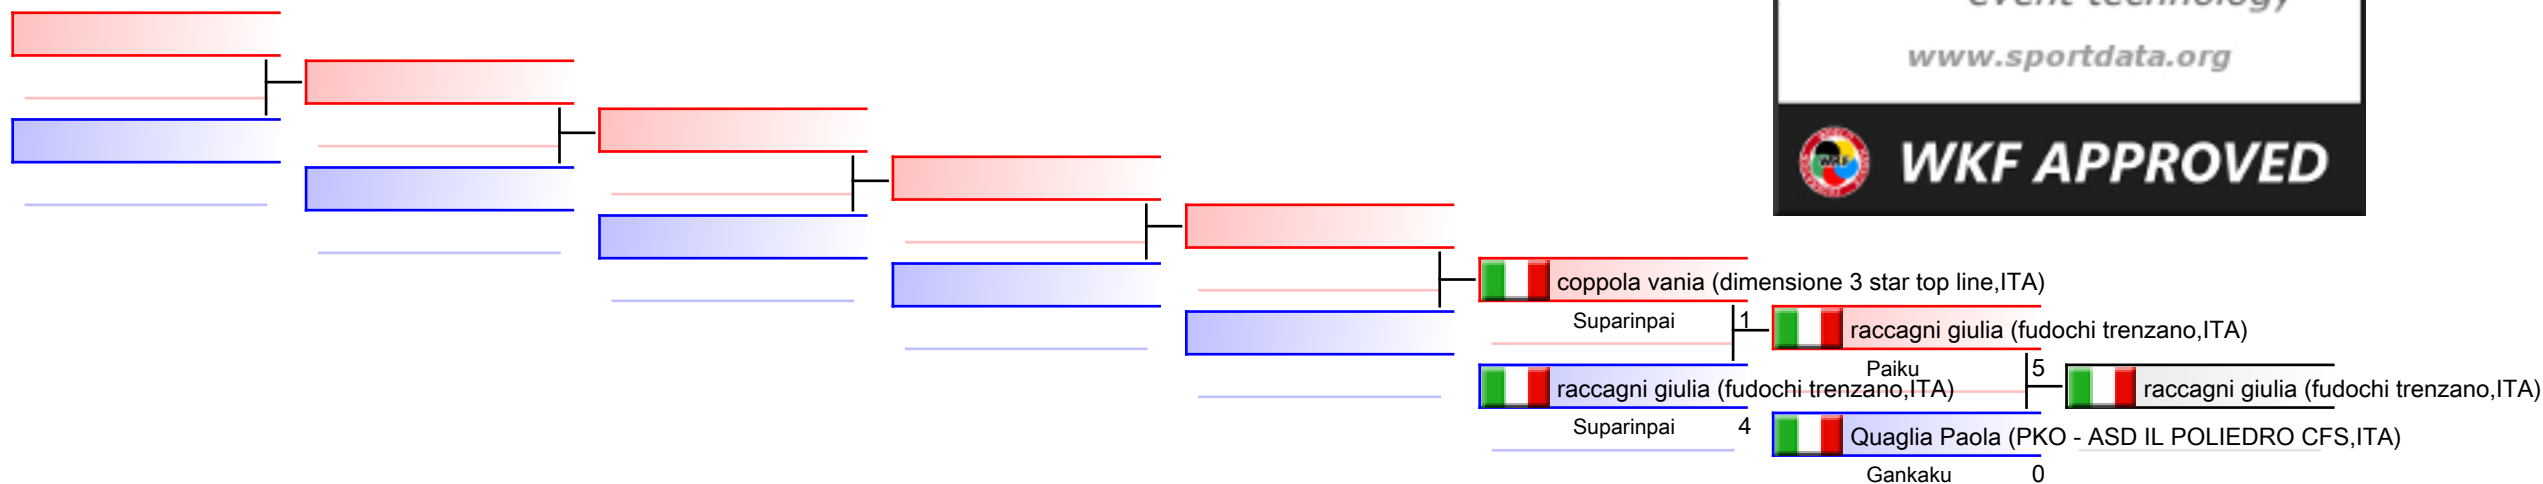 event technology
www.sportdata.org
WKF APPROVED
coppola vania (dimensione 3 star top line,ITA)
Suparinpai 1
raccagni giulia (fudochi trenzano,ITA)
Paiku 5
raccagni giulia (fudochi trenzano,ITA)
raccagni giulia (fudochi trenzano,ITA)
Suparinpai 4
Quaglia Paola (PKO - ASD IL POLIEDRO CFS,ITA)
Gankaku 0